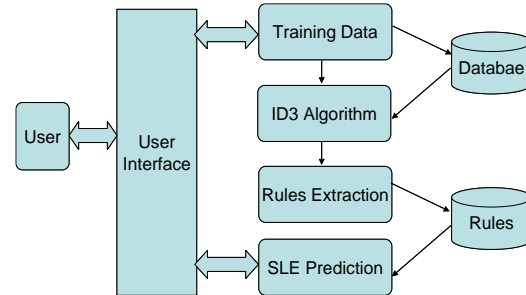 Training Data
Databae
ID3 Algorithm
User
User
Interface
Rules Extraction
Rules
SLE Prediction